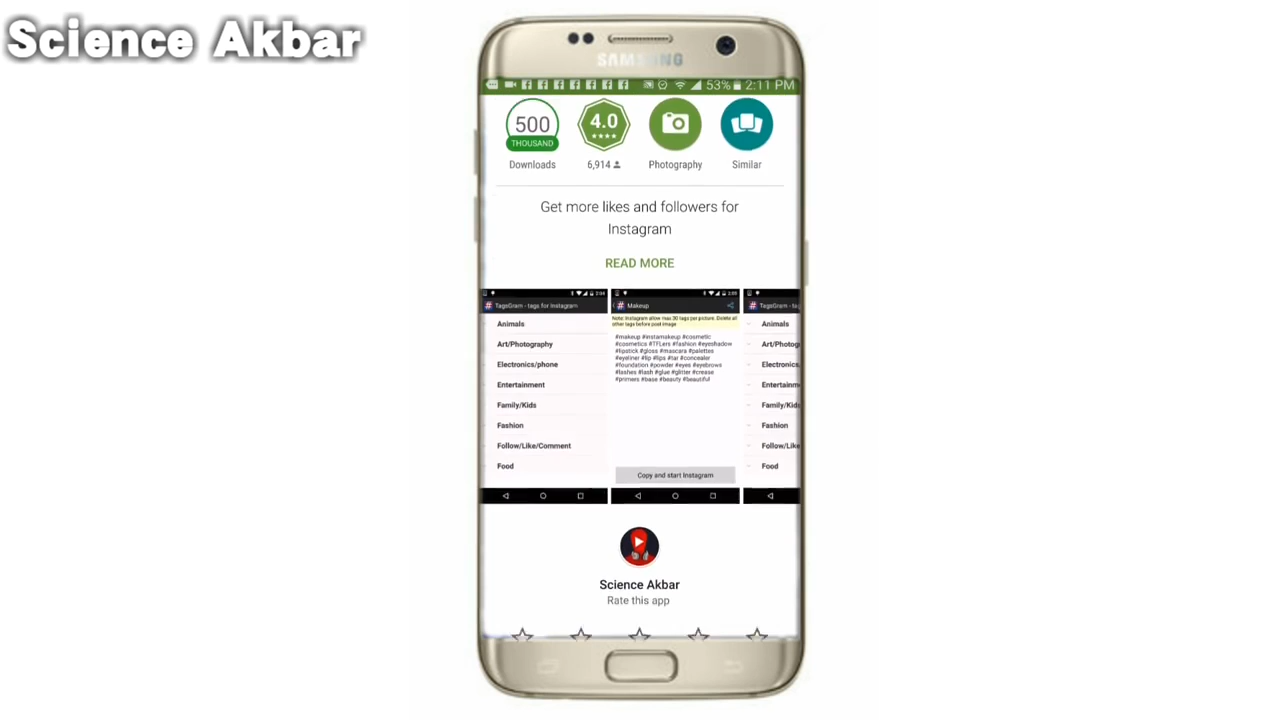 Science Akbar
SAMSUNG
53% 2:11 PM
500
THOUSAND
Downloads
4.0
6,914
Photography
Similar
Get more likes and followers for
Instagram
READ MORE
TagsGram - tags for Instagram
Animals
Art/Photography
Electronics/phone
Entertainment
Family/Kids
Fashion
Follow/Like/Comment
Food
Makeup
Note: Instagram allow max 30 tags per picture. Delete all
other tags before post image
#makeup #instamakeup #cosmetic
#cosmetics #TFLers #fashion #eyeshadow
#lipstick #gloss #mascara #palettes
#eyeliner #lip #lips #tar #concealer
#foundation #powder #eyes #eyebrows
#lashes #lash #glue #glitter #crease
#primers #base #beauty #beautiful
Copy and start Instagram
TagsGram - tag
Animals
Art/Photog
Electronics
Entertainm
Family/Kids
Fashion
Follow/Like
Food
Science Akbar
Rate this app